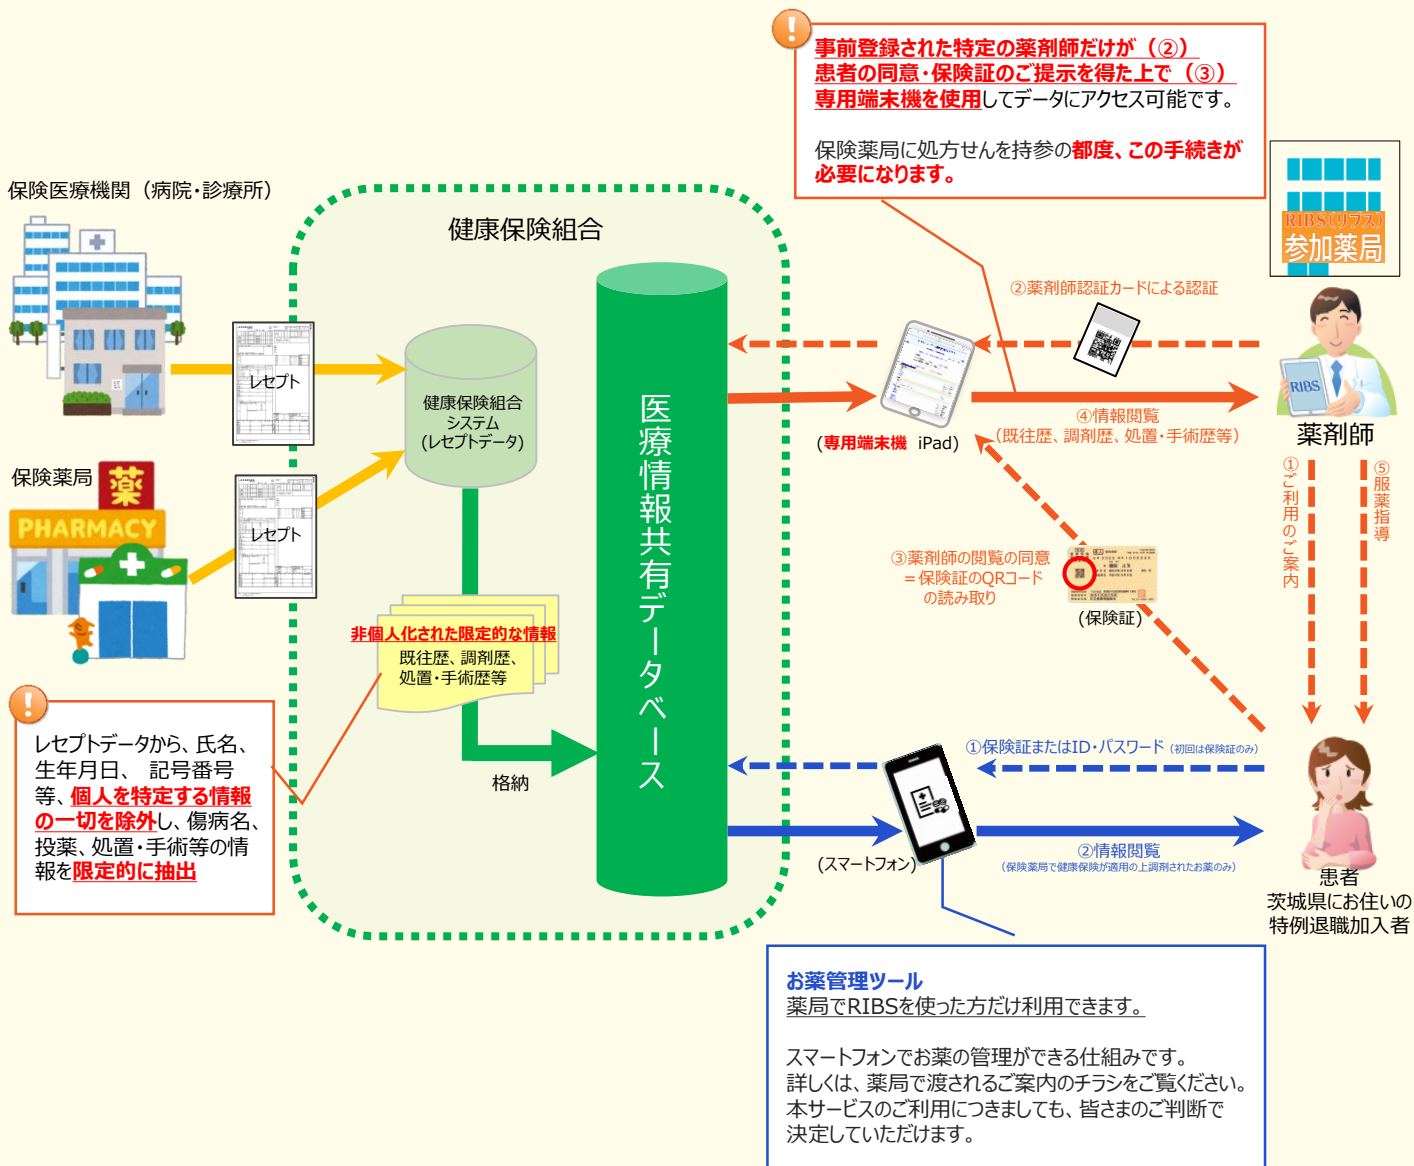 事前登録された特定の薬剤師だけが（②）
患者の同意・保険証のご提示を得た上で（③）
専用端末機を使用してデータにアクセス可能です。
保険薬局に処方せんを持参の都度、この手続きが
必要になります。
保険医療機関（病院・診療所）
健康保険組合
RIBS(リブス)
参加薬局
②薬剤師認証カードによる認証
レセプト
健康保険組合
システム
(レセプトデータ)
医療情報共有データベース
RIBS
④情報閲覧
（既往歴、調剤歴、処置・手術歴等）
薬剤師
(専用端末機 iPad)
保険薬局
薬
PHARMACY
レセプト
①ご利用のご案内
⑤服薬指導
③薬剤師の閲覧の同意
＝保険証のQRコード
の読み取り
(保険証)
非個人化された限定的な情報
既往歴、調剤歴、
処置・手術歴等
レセプトデータから、氏名、
生年月日、 記号番号
等、個人を特定する情報
の一切を除外し、傷病名、
投薬、処置・手術等の情
報を限定的に抽出
格納
①保険証またはID・パスワード（初回は保険証のみ）
(スマートフォン)
②情報閲覧
（保険薬局で健康保険が適用の上調剤されたお薬のみ）
患者
茨城県にお住いの
特例退職加入者
お薬管理ツール
薬局でRIBSを使った方だけ利用できます。
スマートフォンでお薬の管理ができる仕組みです。
詳しくは、薬局で渡されるご案内のチラシをご覧ください。
本サービスのご利用につきましても、皆さまのご判断で
決定していただけます。